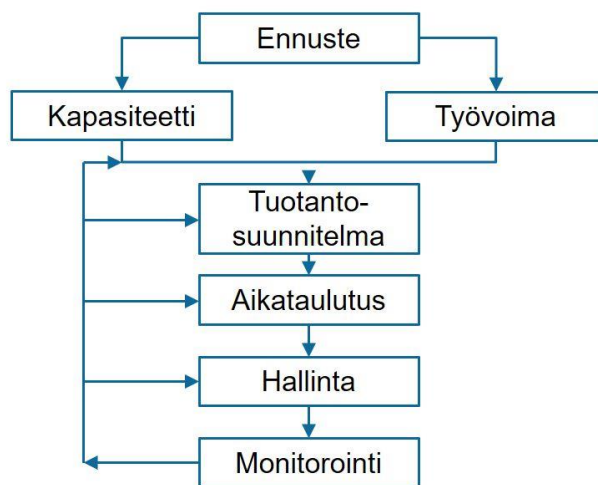 Ennuste
Kapasiteetti
Työvoima
Tuotanto-
suunnitelma
Aikataulutus
Hallinta
Monitorointi